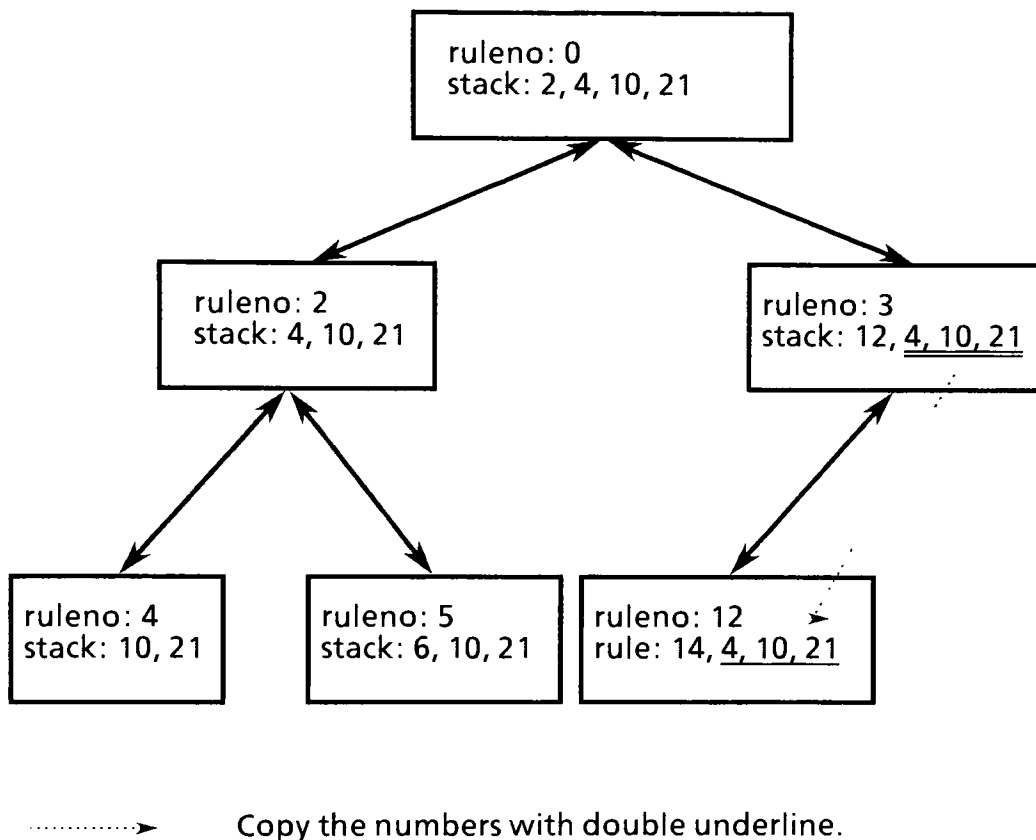 ruleno: 0
stack: 2, 4, 10, 21
ruleno: 2
stack: 4, 10, 21
ruleno: 3
stack: 12, 4, 10, 21
ruleno: 4
stack: 10, 21
ruleno: 5
stack: 6, 10, 21
ruleno: 12
rule: 14, 4, 10, 21
Copy the numbers with double underline.